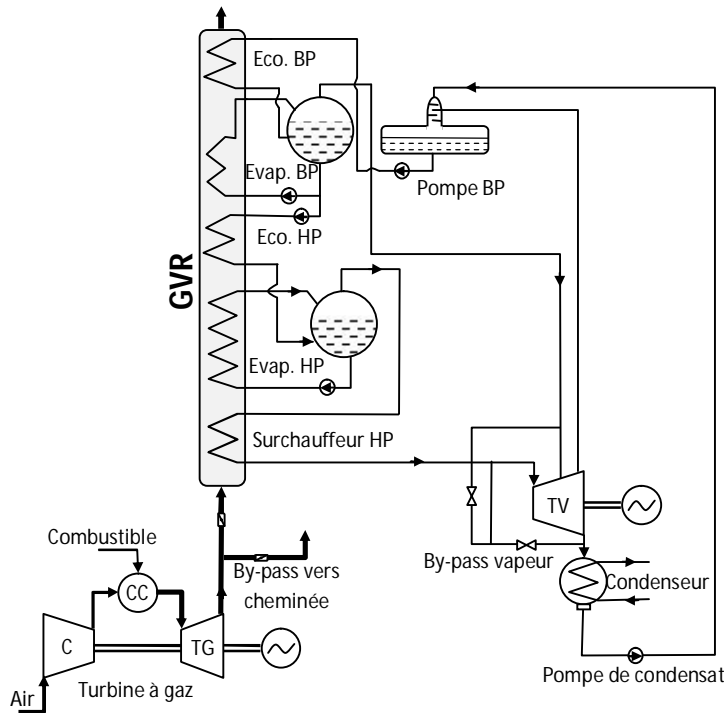 Eco. BP
Evap. BP
Pompe BP
Eco. HP
GVR
Evap. HP
Surchauffeur HP
TV
Combustible
By-pass vapeur
Condenseur
CC
By-pass vers
cheminée
C
TG
Pompe de condensat
Air
Turbine à gaz